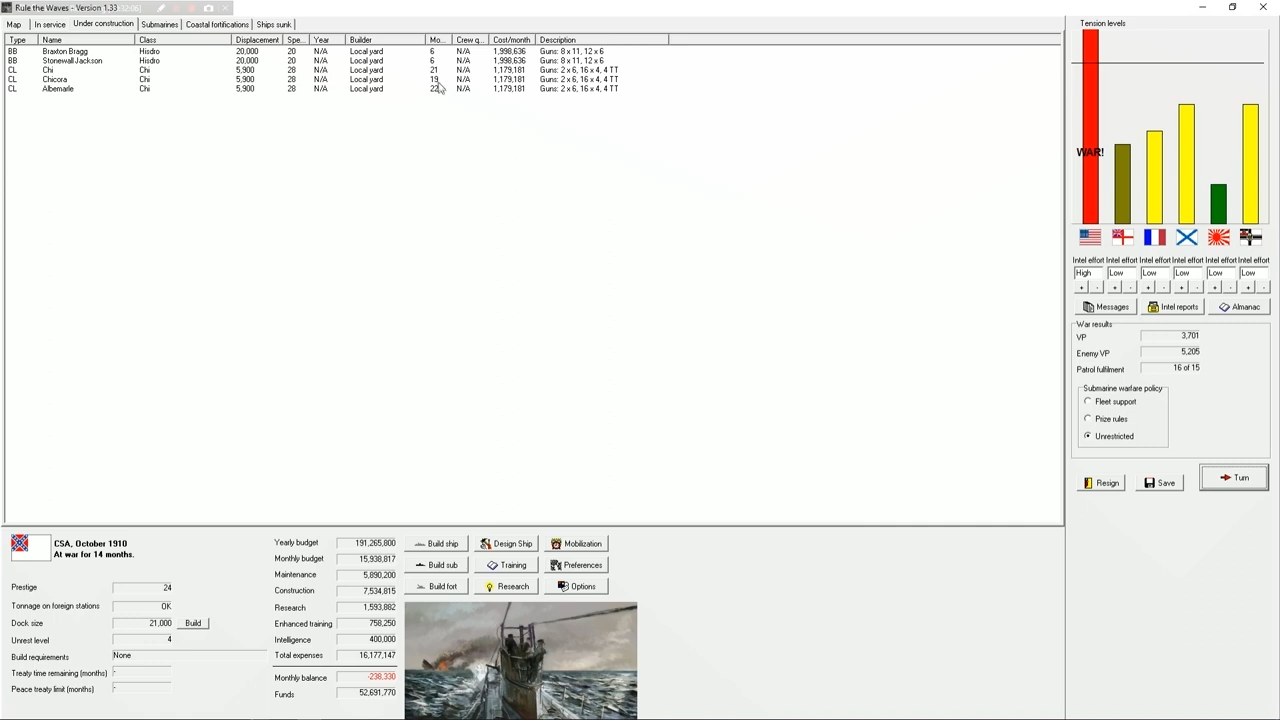 Rule the Waves - Version 1.33
Map In service Under construction Submarines Coastal fortifications Ships sunk
Type Name Class Displacement Spe... Year Builder Mo... Crew q... Cost/month Description
BB Braxton Bragg Hisdro 20,000 20 N/A Local yard 6 N/A 1,998,636 Guns: 8 x 11, 12 x 6
BB Stonewall Jackson Hisdro 20,000 20 N/A Local yard 6 N/A 1,998,636 Guns: 8 x 11, 12 x 6
CL Chi Chi 5,900 28 N/A Local yard 21 N/A 1,179,181 Guns: 2 x 6, 16 x 4, 4 TT
CL Chicora Chi 5,900 28 N/A Local yard 19 N/A 1,179,181 Guns: 2 x 6, 16 x 4, 4 TT
CL Albemarle Chi 5,900 28 N/A Local yard 22 N/A 1,179,181 Guns: 2 x 6, 16 x 4, 4 TT
Tension levels
WAR!
Intel effort Intel effort Intel effort Intel effort Intel effort Intel effort
High Low Low Low Low Low
+ - + - + - + - + - + -
Messages Intel reports Almanac
War results
VP 3,701
Enemy VP 5,205
Patrol fulfilment 16 of 15
Submarine warfare policy
Fleet support
Prize rules
Unrestricted
Resign Save Turn
CSA, October 1910
At war for 14 months.
Prestige 24
Tonnage on foreign stations OK
Dock size 21,000 Build
Unrest level 4
Build requirements None
Treaty time remaining (months) -
Peace treaty limit (months) -
Yearly budget 191,265,800
Monthly budget 15,938,817
Maintenance 5,890,200
Construction 7,534,815
Research 1,593,882
Enhanced training 758,250
Intelligence 400,000
Total expenses 16,177,147
Monthly balance -238,330
Funds 52,691,770
Build ship Design Ship Mobilization
Build sub Training Preferences
Build fort Research Options